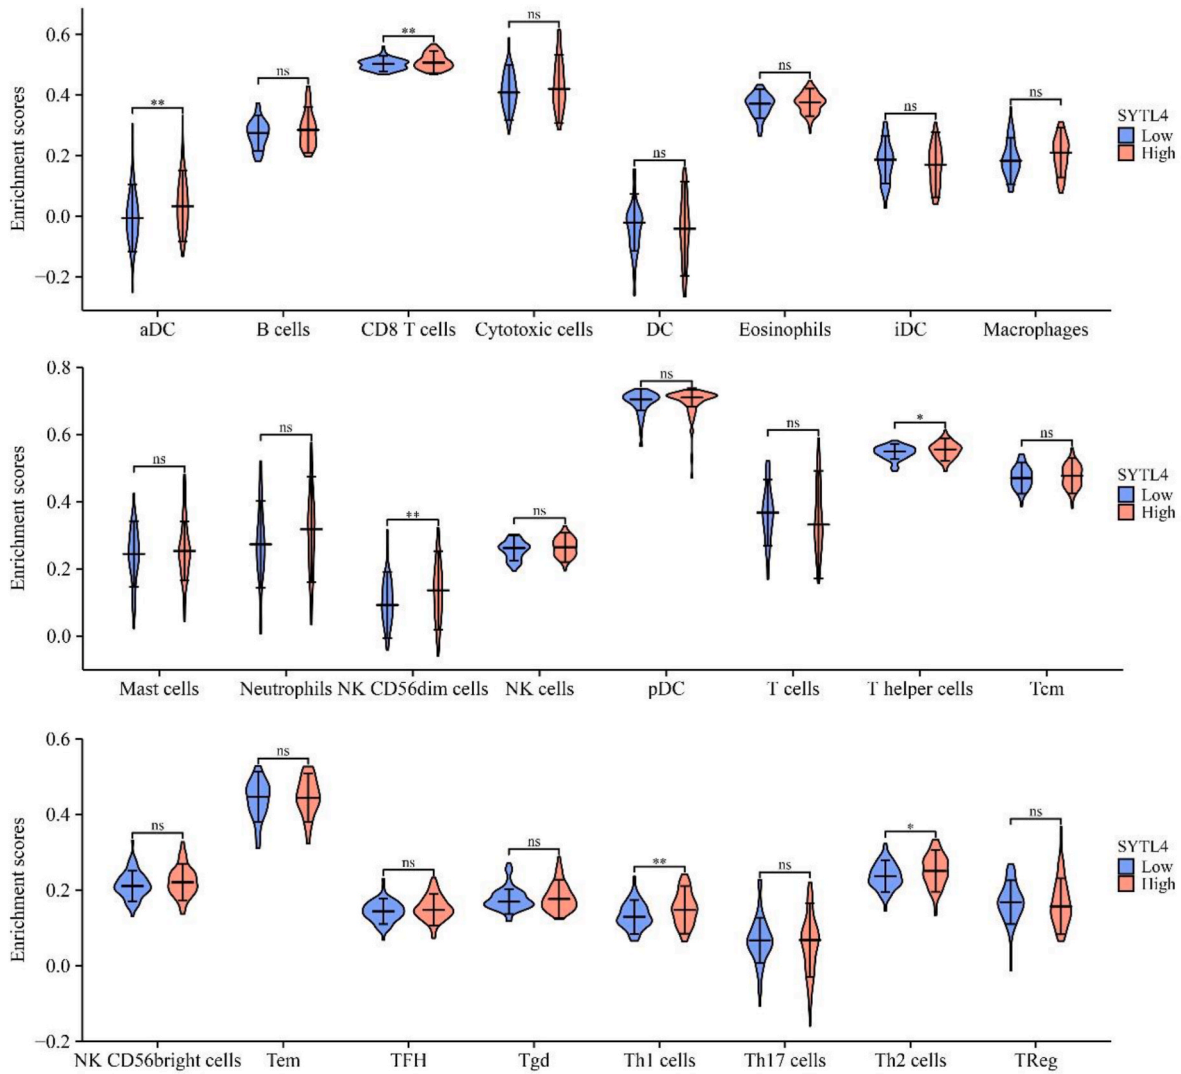 Enrichment scores
0.6
0.4
0.2
0.0
−0.2
**
ns
**
ns
ns
ns
ns
ns
aDC
B cells
CD8 T cells
Cytotoxic cells
DC
Eosinophils
iDC
Macrophages
SYTL4
Low
High
Enrichment scores
0.8
0.6
0.4
0.2
0.0
ns
ns
**
ns
ns
ns
*
ns
Mast cells
Neutrophils
NK CD56dim cells
NK cells
pDC
T cells
T helper cells
Tcm
SYTL4
Low
High
Enrichment scores
0.6
0.4
0.2
0.0
−0.2
ns
ns
ns
ns
**
ns
*
ns
NK CD56bright cells
Tem
TFH
Tgd
Th1 cells
Th17 cells
Th2 cells
TReg
SYTL4
Low
High